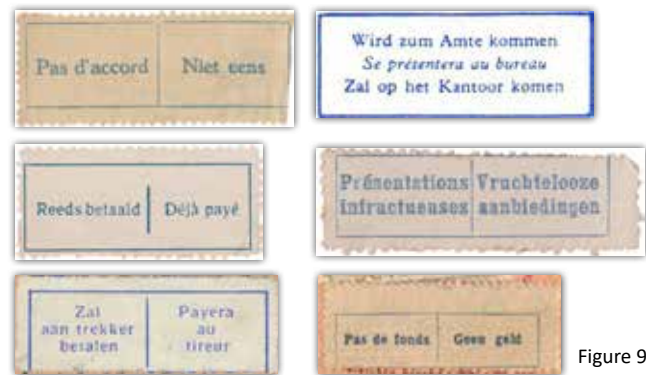 Pas d'accord Niet eens
Wird zum Amte kommen
Se présentera au bureau
Zal op het Kantoor komen
Reeds betaald Déjà payé
Présentations Vruchtelooze
infractueuses aanbiedingen
Zal Payera
aan trekker au
betalen tireur
Pas de fonds Geen geld
Figure 9